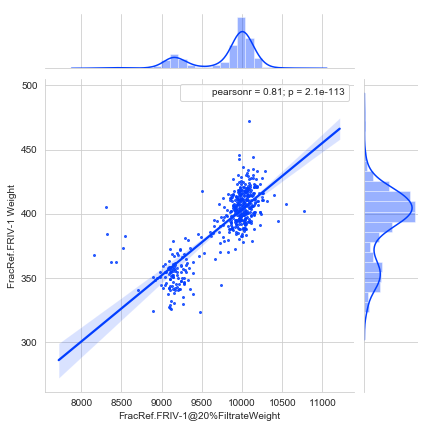 pearsonr = 0.81; p = 2.1e-113
500
450
400
350
300
FracRef.FRIV-1 Weight
8000 8500 9000 9500 10000 10500 11000
FracRef.FRIV-1@20%FiltrateWeight